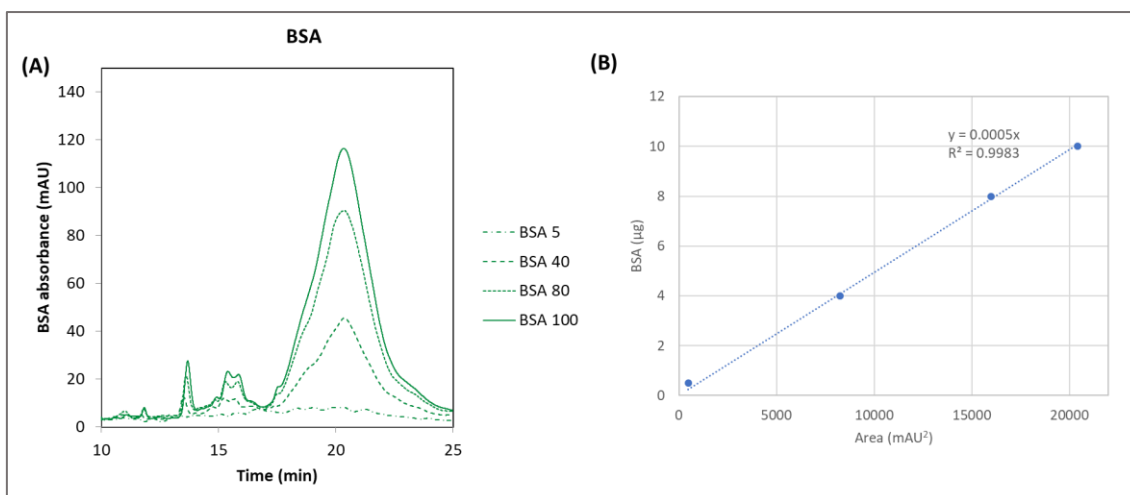 BSA
(A)
140
120
100
80
60
40
20
0
BSA absorbance (mAU)
10 15 20 25
Time (min)
BSA 5
BSA 40
BSA 80
BSA 100
(B)
12
10
8
6
4
2
0
BSA (µg)
y = 0.0005x
R² = 0.9983
0 5000 10000 15000 20000
Area (mAU²)